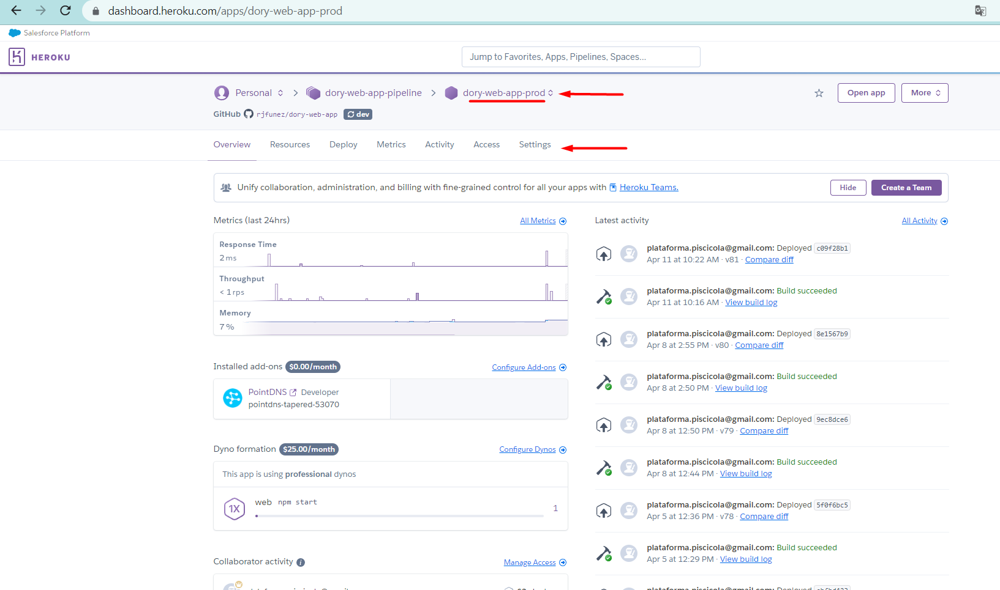 dashboard.heroku.com/apps/dory-web-app-prod
Salesforce Platform
HEROKU
Jump to Favorites, Apps, Pipelines, Spaces...
Personal
dory-web-app-pipeline
dory-web-app-prod
Open app
More
GitHub rjfunez/dory-web-app dev
Overview Resources Deploy Metrics Activity Access Settings
Unify collaboration, administration, and billing with fine-grained control for all your apps with Heroku Teams.
Hide
Create a Team
Metrics (last 24hrs)
All Metrics
Response Time
2 ms
Throughput
< 1 rps
Memory
7 %
Installed add-ons $0.00/month
Configure Add-ons
PointDNS Developer
pointdns-tapered-53070
Dyno formation $25.00/month
Configure Dynos
This app is using professional dynos
1X
web npm start
1
Collaborator activity
Manage Access
Latest activity
All Activity
plataforma.piscicola@gmail.com: Deployed c09f28b1
Apr 11 at 10:22 AM · v81 · Compare diff
plataforma.piscicola@gmail.com: Build succeeded
Apr 11 at 10:16 AM · View build log
plataforma.piscicola@gmail.com: Deployed 8e1567b9
Apr 8 at 2:55 PM · v80 · Compare diff
plataforma.piscicola@gmail.com: Build succeeded
Apr 8 at 2:50 PM · View build log
plataforma.piscicola@gmail.com: Deployed 9ec8dce6
Apr 8 at 12:50 PM · v79 · Compare diff
plataforma.piscicola@gmail.com: Build succeeded
Apr 8 at 12:44 PM · View build log
plataforma.piscicola@gmail.com: Deployed 5f0f6bc5
Apr 5 at 12:36 PM · v78 · Compare diff
plataforma.piscicola@gmail.com: Build succeeded
Apr 5 at 12:29 PM · View build log